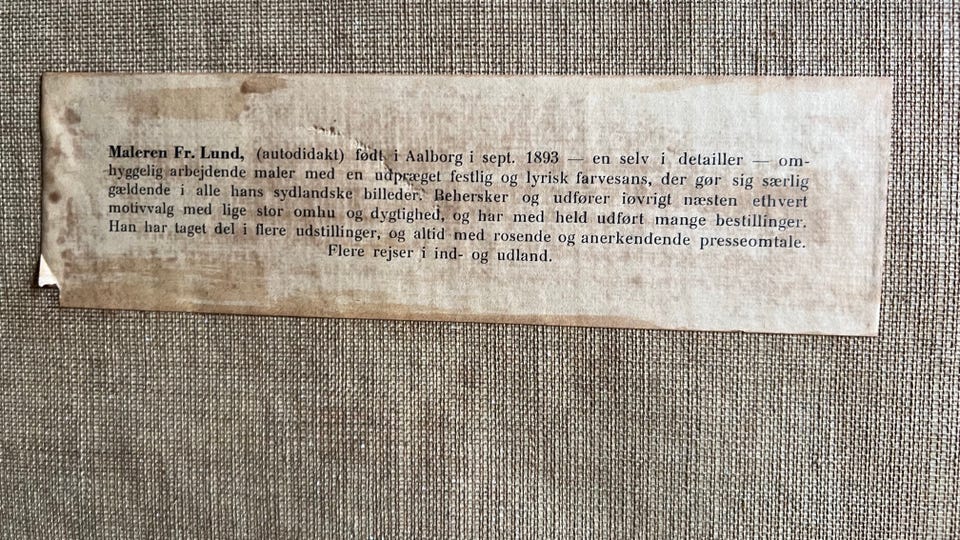 Maleren Fr. Lund, (autodidakt) født i Aalborg i sept. 1893 — en selv i detailler — om-
hyggelig arbejdende maler med en udpræget festlig og lyrisk farvesans, der gør sig særlig
gældende i alle hans sydlandske billeder. Behersker og udfører iøvrigt næsten ethvert
motivvalg med lige stor omhu og dygtighed, og har med held udført mange bestillinger.
Han har taget del i flere udstillinger, og altid med rosende og anerkendende presseomtale.
Flere rejser i ind- og udland.